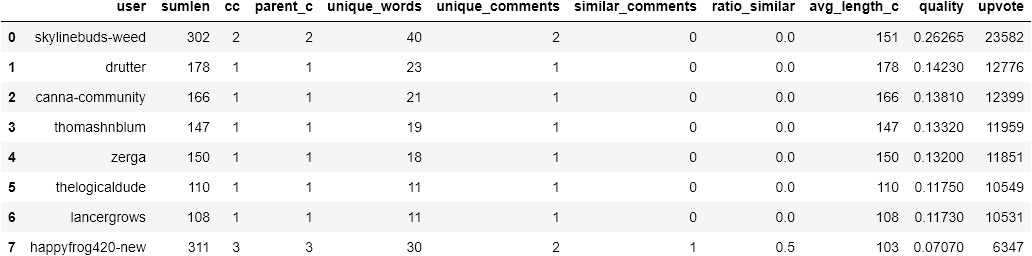 user sumlen cc parent_c unique_words unique_comments similar_comments ratio_similar avg_length_c quality upvote
0 skylinebuds-weed 302 2 2 40 2 0 0.0 151 0.26265 23582
1 drutter 178 1 1 23 1 0 0.0 178 0.14230 12776
2 canna-community 166 1 1 21 1 0 0.0 166 0.13810 12399
3 thomashnblum 147 1 1 19 1 0 0.0 147 0.13320 11959
4 zerga 150 1 1 18 1 0 0.0 150 0.13200 11851
5 thelogicaldude 110 1 1 11 1 0 0.0 110 0.11750 10549
6 lancergrows 108 1 1 11 1 0 0.0 108 0.11730 10531
7 happyfrog420-new 311 3 3 30 2 1 0.5 103 0.07070 6347